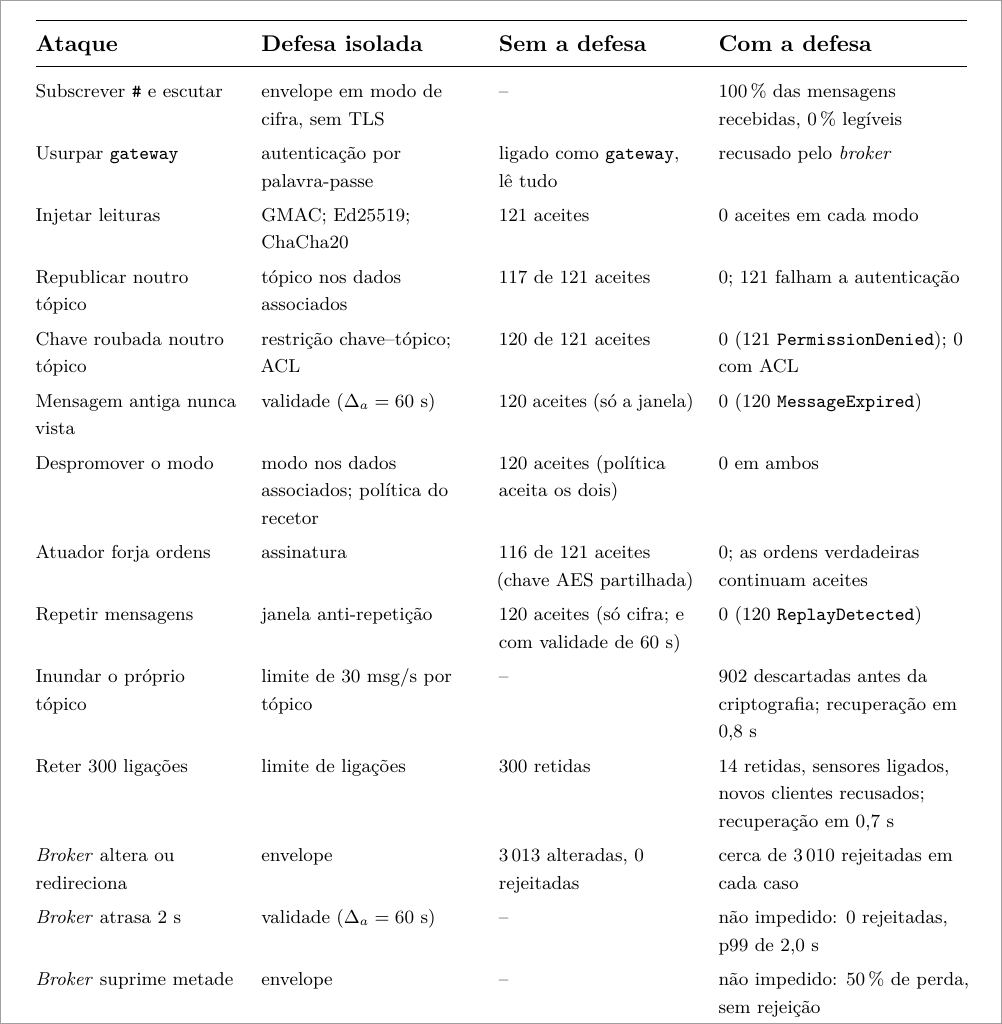 Ataque Defesa isolada Sem a defesa Com a defesa
Subscrever # e escutar envelope em modo de – 100 % das mensagens
cifra, sem TLS recebidas, 0 % legíveis
Usurpar gateway autenticação por ligado como gateway, recusado pelo broker
palavra-passe lê tudo
Injetar leituras GMAC; Ed25519; 121 aceites 0 aceites em cada modo
ChaCha20
Republicar noutro tópico nos dados 117 de 121 aceites 0; 121 falham a autenticação
tópico associados
Chave roubada noutro restrição chave–tópico; 120 de 121 aceites 0 (121 PermissionDenied); 0
tópico ACL com ACL
Mensagem antiga nunca validade (Δₐ = 60 s) 120 aceites (só a janela) 0 (120 MessageExpired)
vista
Despromover o modo modo nos dados 120 aceites (política 0 em ambos
associados; política do aceita os dois)
recetor
Atuador forja ordens assinatura 116 de 121 aceites 0; as ordens verdadeiras
(chave AES partilhada) continuam aceites
Repetir mensagens janela anti-repetição 120 aceites (só cifra; e 0 (120 ReplayDetected)
com validade de 60 s)
Inundar o próprio limite de 30 msg/s por – 902 descartadas antes da
tópico tópico criptografia; recuperação em
0,8 s
Reter 300 ligações limite de ligações 300 retidas 14 retidas, sensores ligados,
novos clientes recusados;
recuperação em 0,7 s
Broker altera ou envelope 3 013 alteradas, 0 cerca de 3 010 rejeitadas em
redireciona rejeitadas cada caso
Broker atrasa 2 s validade (Δₐ = 60 s) – não impedido: 0 rejeitadas,
p99 de 2,0 s
Broker suprime metade envelope – não impedido: 50 % de perda,
sem rejeição